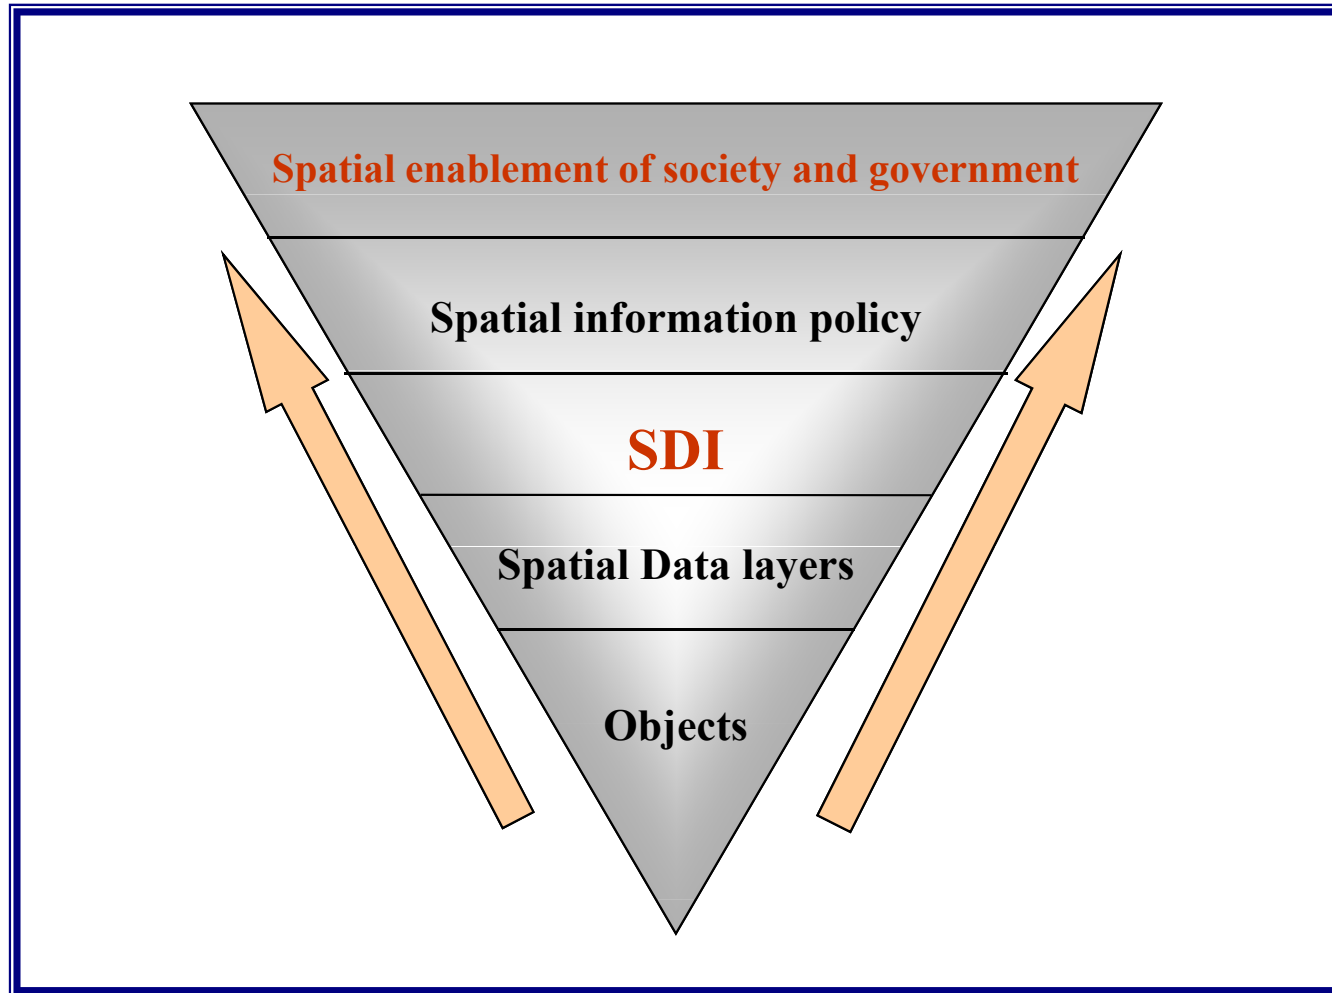 Spatial enablement of society and government
Spatial information policy
SDI
Spatial Data layers
Objects